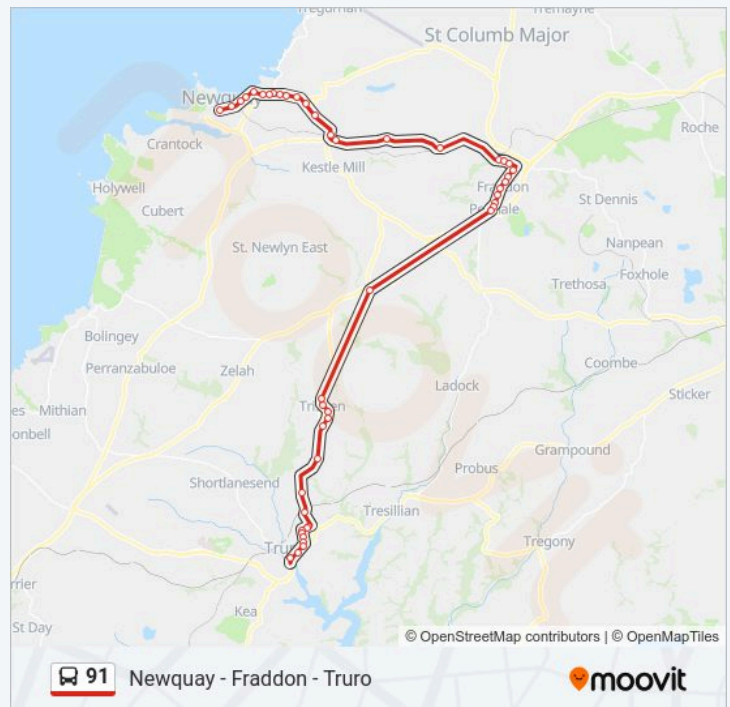 Treguman
Tremayne
St Columb Major
Newquay
Roche
Crantock
Kestle Mill
Holywell
Fraddon
St Dennis
Cubert
St. Newlyn East
Nanpean
Foxhole
Trethosa
Bolingey
Perranzabuloe
Zelah
Coombe
Ladock
Sticker
Mithian
Grampound
Probus
Shortlanesend
Tresillian
Tregony
Truro
Kea
St Day
© OpenStreetMap contributors | © OpenMapTiles
91 Newquay - Fraddon - Truro moovit